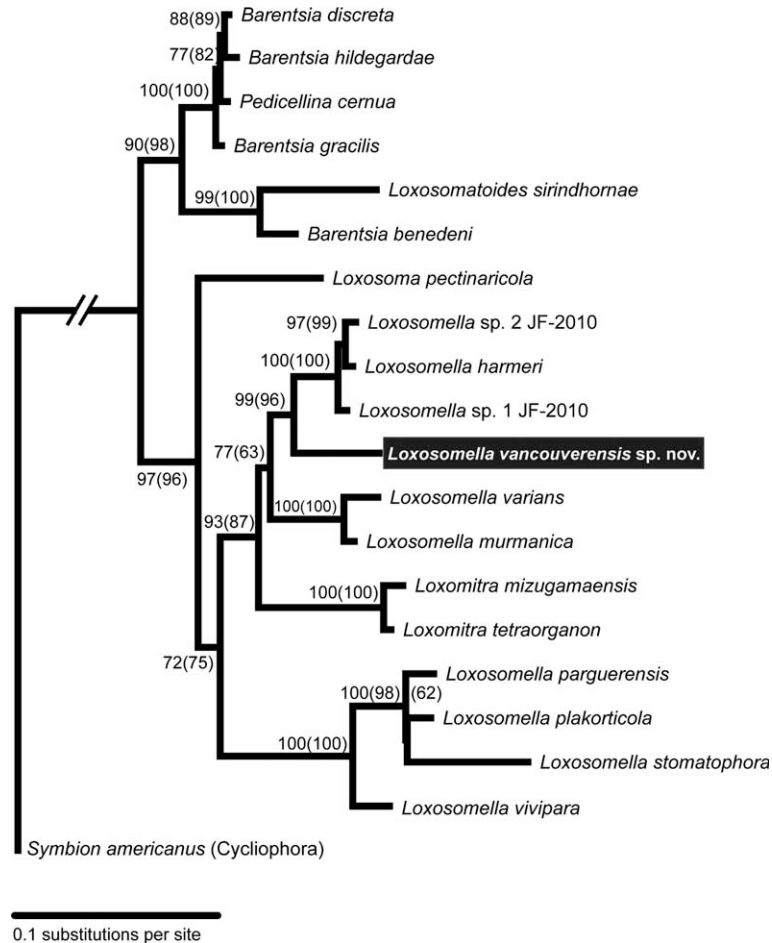 88(89)
Barentsia discreta
77(82)
Barentsia hildegardae
100(100)
Pedicellina cernua
90(98)
Barentsia gracilis
99(100)
Loxosomatoides sirindhornae
Barentsia benedeni
Loxosoma pectinaricola
97(99)
Loxosomella sp. 2 JF-2010
100(100)
Loxosomella harmeri
99(96)
Loxosomella sp. 1 JF-2010
77(63)
Loxosomella vancouverensis sp. nov.
97(96)
100(100)
Loxosomella varians
93(87)
Loxosomella murmanica
100(100)
Loxomitra mizugamaensis
Loxomitra tetraorganon
72(75)
100(98)
(62)
Loxosomella parguerensis
Loxosomella plakorticola
100(100)
Loxosomella stomatophora
Loxosomella vivipara
Symbion americanus (Cycliophora)
0.1 substitutions per site